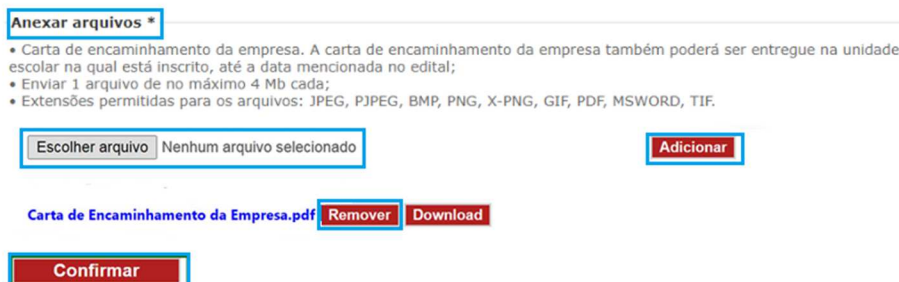 Anexar arquivos *
• Carta de encaminhamento da empresa. A carta de encaminhamento da empresa também poderá ser entregue na unidade
escolar na qual está inscrito, até a data mencionada no edital;
• Enviar 1 arquivo de no máximo 4 Mb cada;
• Extensões permitidas para os arquivos: JPEG, PJPEG, BMP, PNG, X-PNG, GIF, PDF, MSWORD, TIF.
Escolher arquivo Nenhum arquivo selecionado Adicionar
Carta de Encaminhamento da Empresa.pdf Remover Download
Confirmar